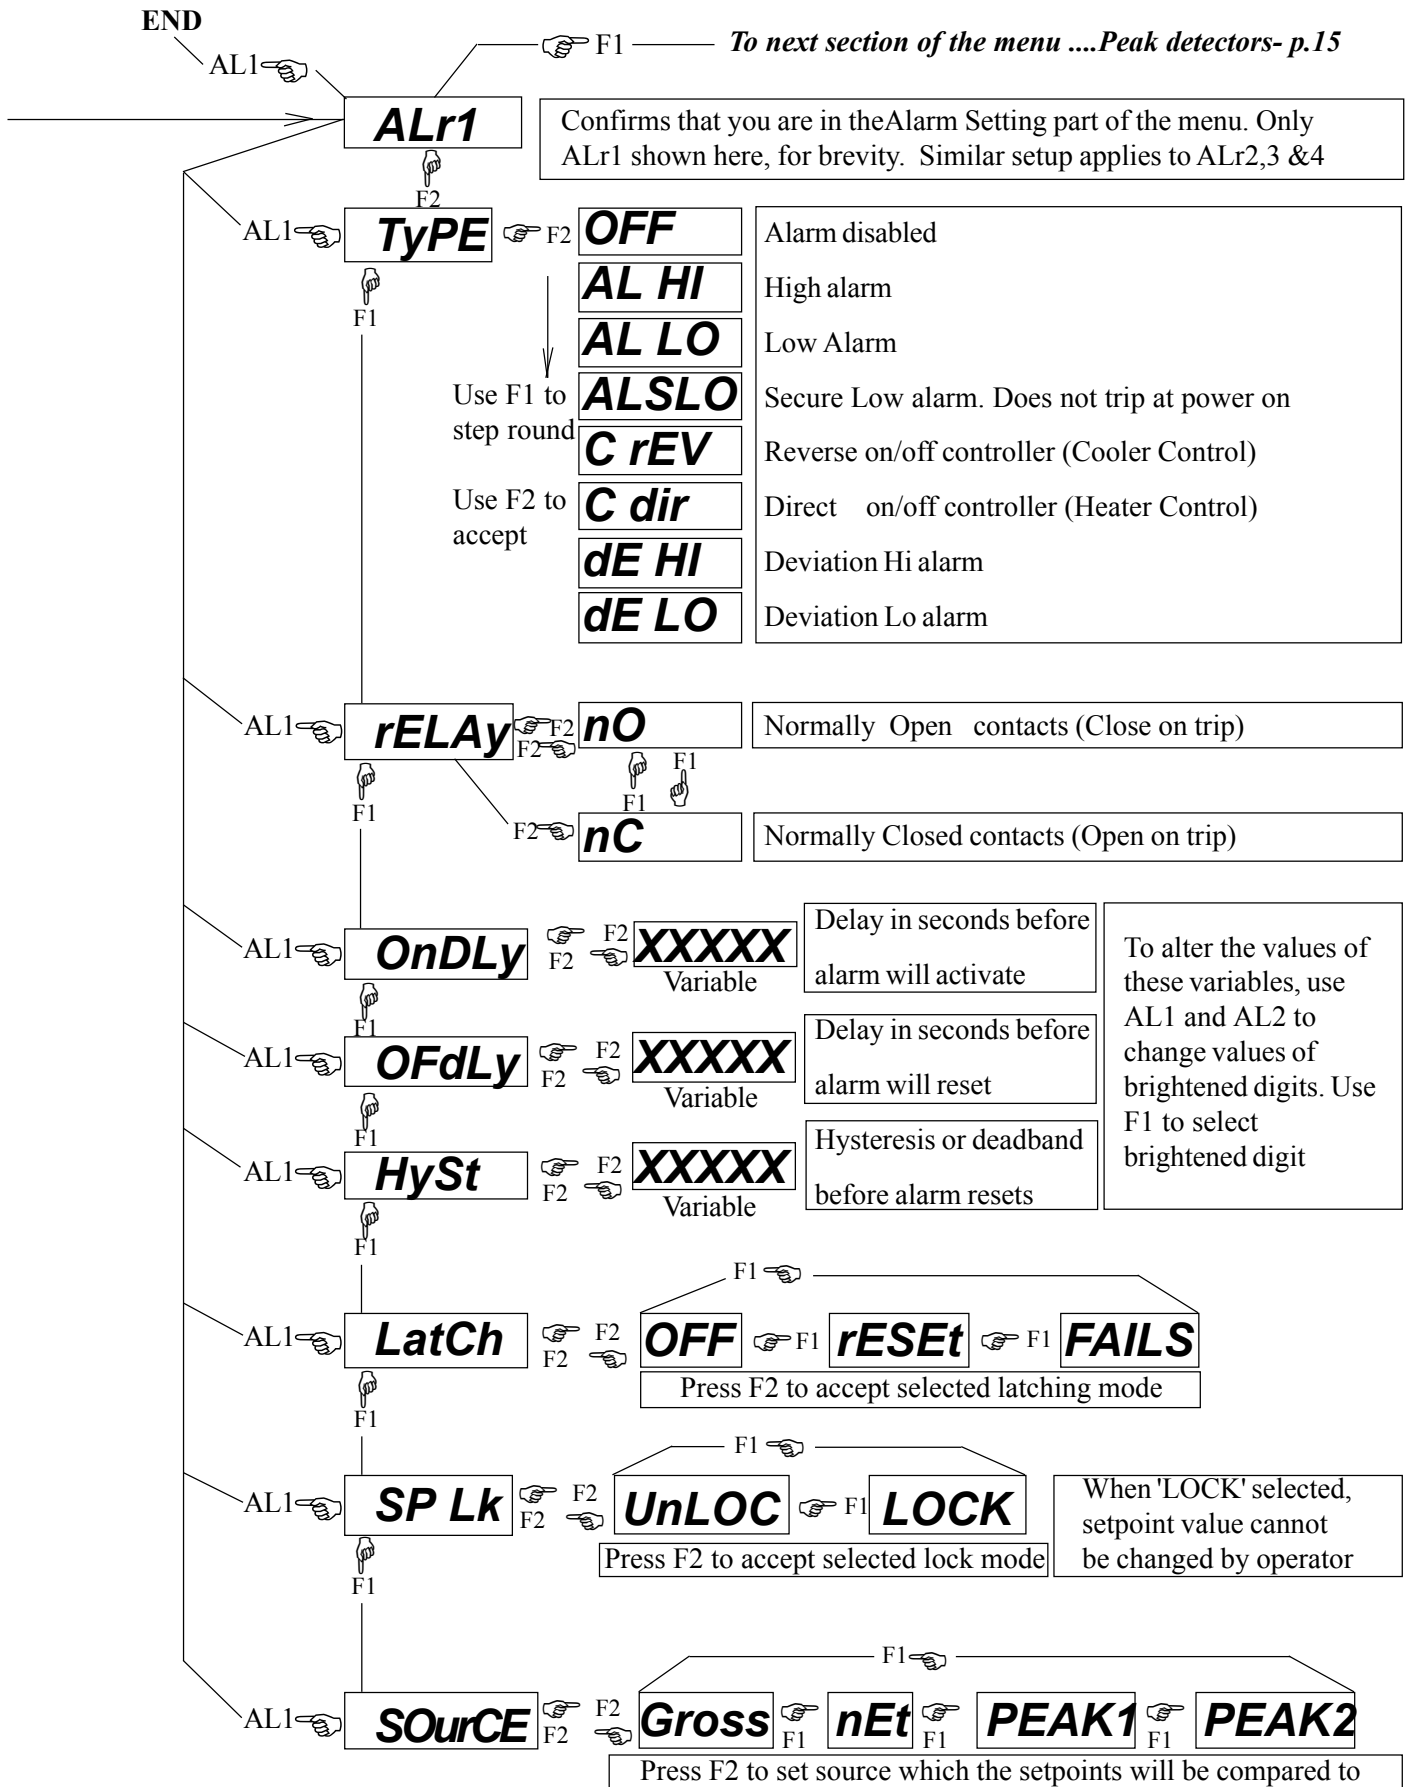 END
AL1
F1
To next section of the menu ....Peak detectors- p.15
ALr1
Confirms that you are in theAlarm Setting part of the menu. Only
ALr1 shown here, for brevity. Similar setup applies to ALr2,3 &4
F2
AL1
TyPE
F2
OFF
Alarm disabled
AL HI
High alarm
F1
AL LO
Low Alarm
Use F1 to
step round
ALSLO
Secure Low alarm. Does not trip at power on
C rEV
Reverse on/off controller (Cooler Control)
Use F2 to
accept
C dir
Direct on/off controller (Heater Control)
dE HI
Deviation Hi alarm
dE LO
Deviation Lo alarm
AL1
rELAy
F2
F2
nO
Normally Open contacts (Close on trip)
F1
F1
F1
F2
nC
Normally Closed contacts (Open on trip)
AL1
OnDLy
F2
F2
XXXXX
Variable
Delay in seconds before
alarm will activate
To alter the values of
these variables, use
AL1 and AL2 to
change values of
brightened digits. Use
F1 to select
brightened digit
F1
AL1
OFdLy
F2
F2
XXXXX
Variable
Delay in seconds before
alarm will reset
F1
AL1
HySt
F2
F2
XXXXX
Variable
Hysteresis or deadband
before alarm resets
F1
F1
AL1
LatCh
F2
F2
OFF
F1
rESEt
F1
FAILS
Press F2 to accept selected latching mode
F1
F1
AL1
SP Lk
F2
F2
UnLOC
F1
LOCK
Press F2 to accept selected lock mode
When 'LOCK' selected,
setpoint value cannot
be changed by operator
F1
F1
AL1
SOurCE
F2
F2
Gross
F1
nEt
F1
PEAK1
F1
PEAK2
Press F2 to set source which the setpoints will be compared to